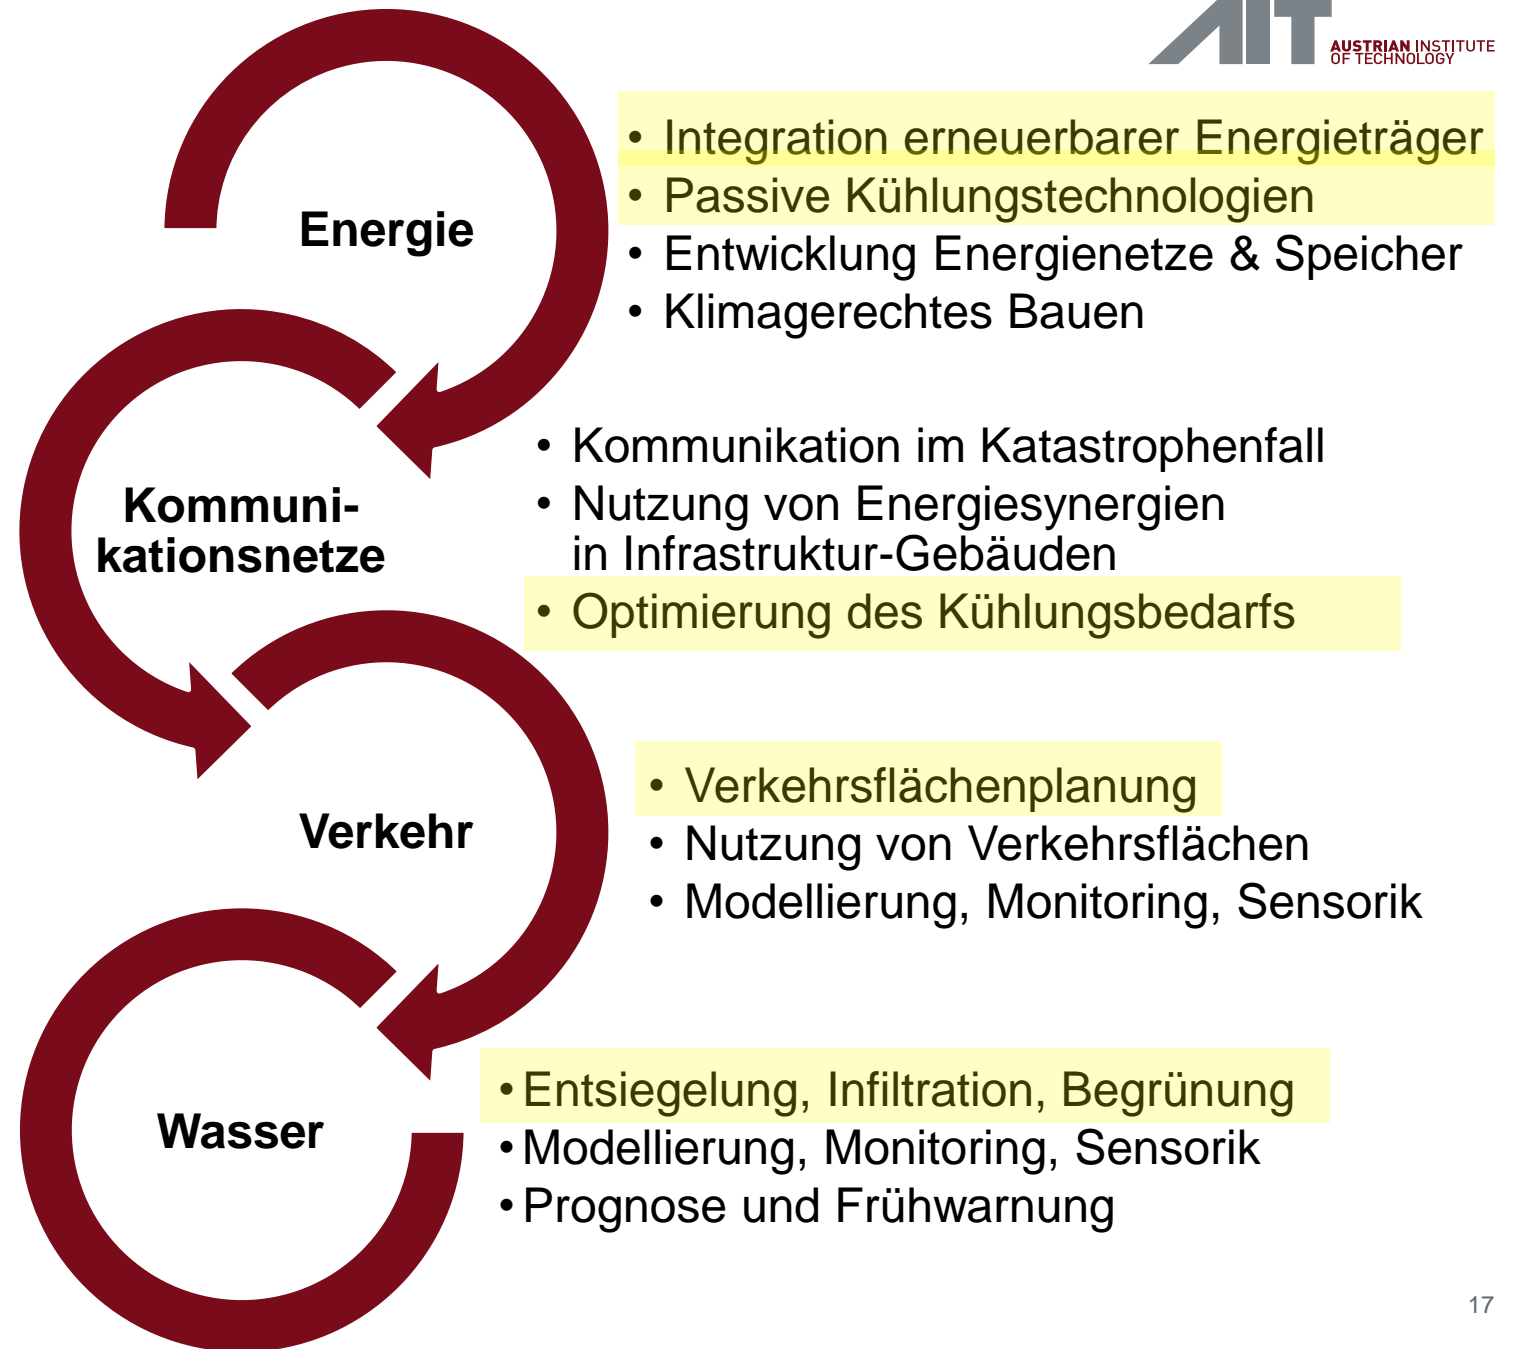 AIT
AUSTRIAN INSTITUTE
OF TECHNOLOGY
Energie
• Integration erneuerbarer Energieträger
• Passive Kühlungstechnologien
• Entwicklung Energienetze & Speicher
• Klimagerechtes Bauen
Kommuni-
kationsnetze
• Kommunikation im Katastrophenfall
• Nutzung von Energiesynergien
in Infrastruktur-Gebäuden
• Optimierung des Kühlungsbedarfs
Verkehr
• Verkehrsflächenplanung
• Nutzung von Verkehrsflächen
• Modellierung, Monitoring, Sensorik
Wasser
• Entsiegelung, Infiltration, Begrünung
• Modellierung, Monitoring, Sensorik
• Prognose und Frühwarnung
17